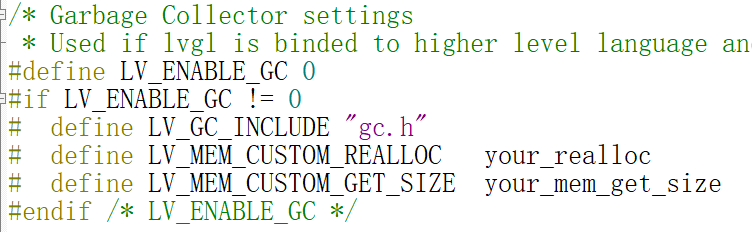 /* Garbage Collector settings
 * Used if lvgl is binded to higher level language an
#define LV_ENABLE_GC 0
#if LV_ENABLE_GC != 0
#  define LV_GC_INCLUDE "gc.h"
#  define LV_MEM_CUSTOM_REALLOC   your_realloc
#  define LV_MEM_CUSTOM_GET_SIZE  your_mem_get_size
#endif /* LV_ENABLE_GC */